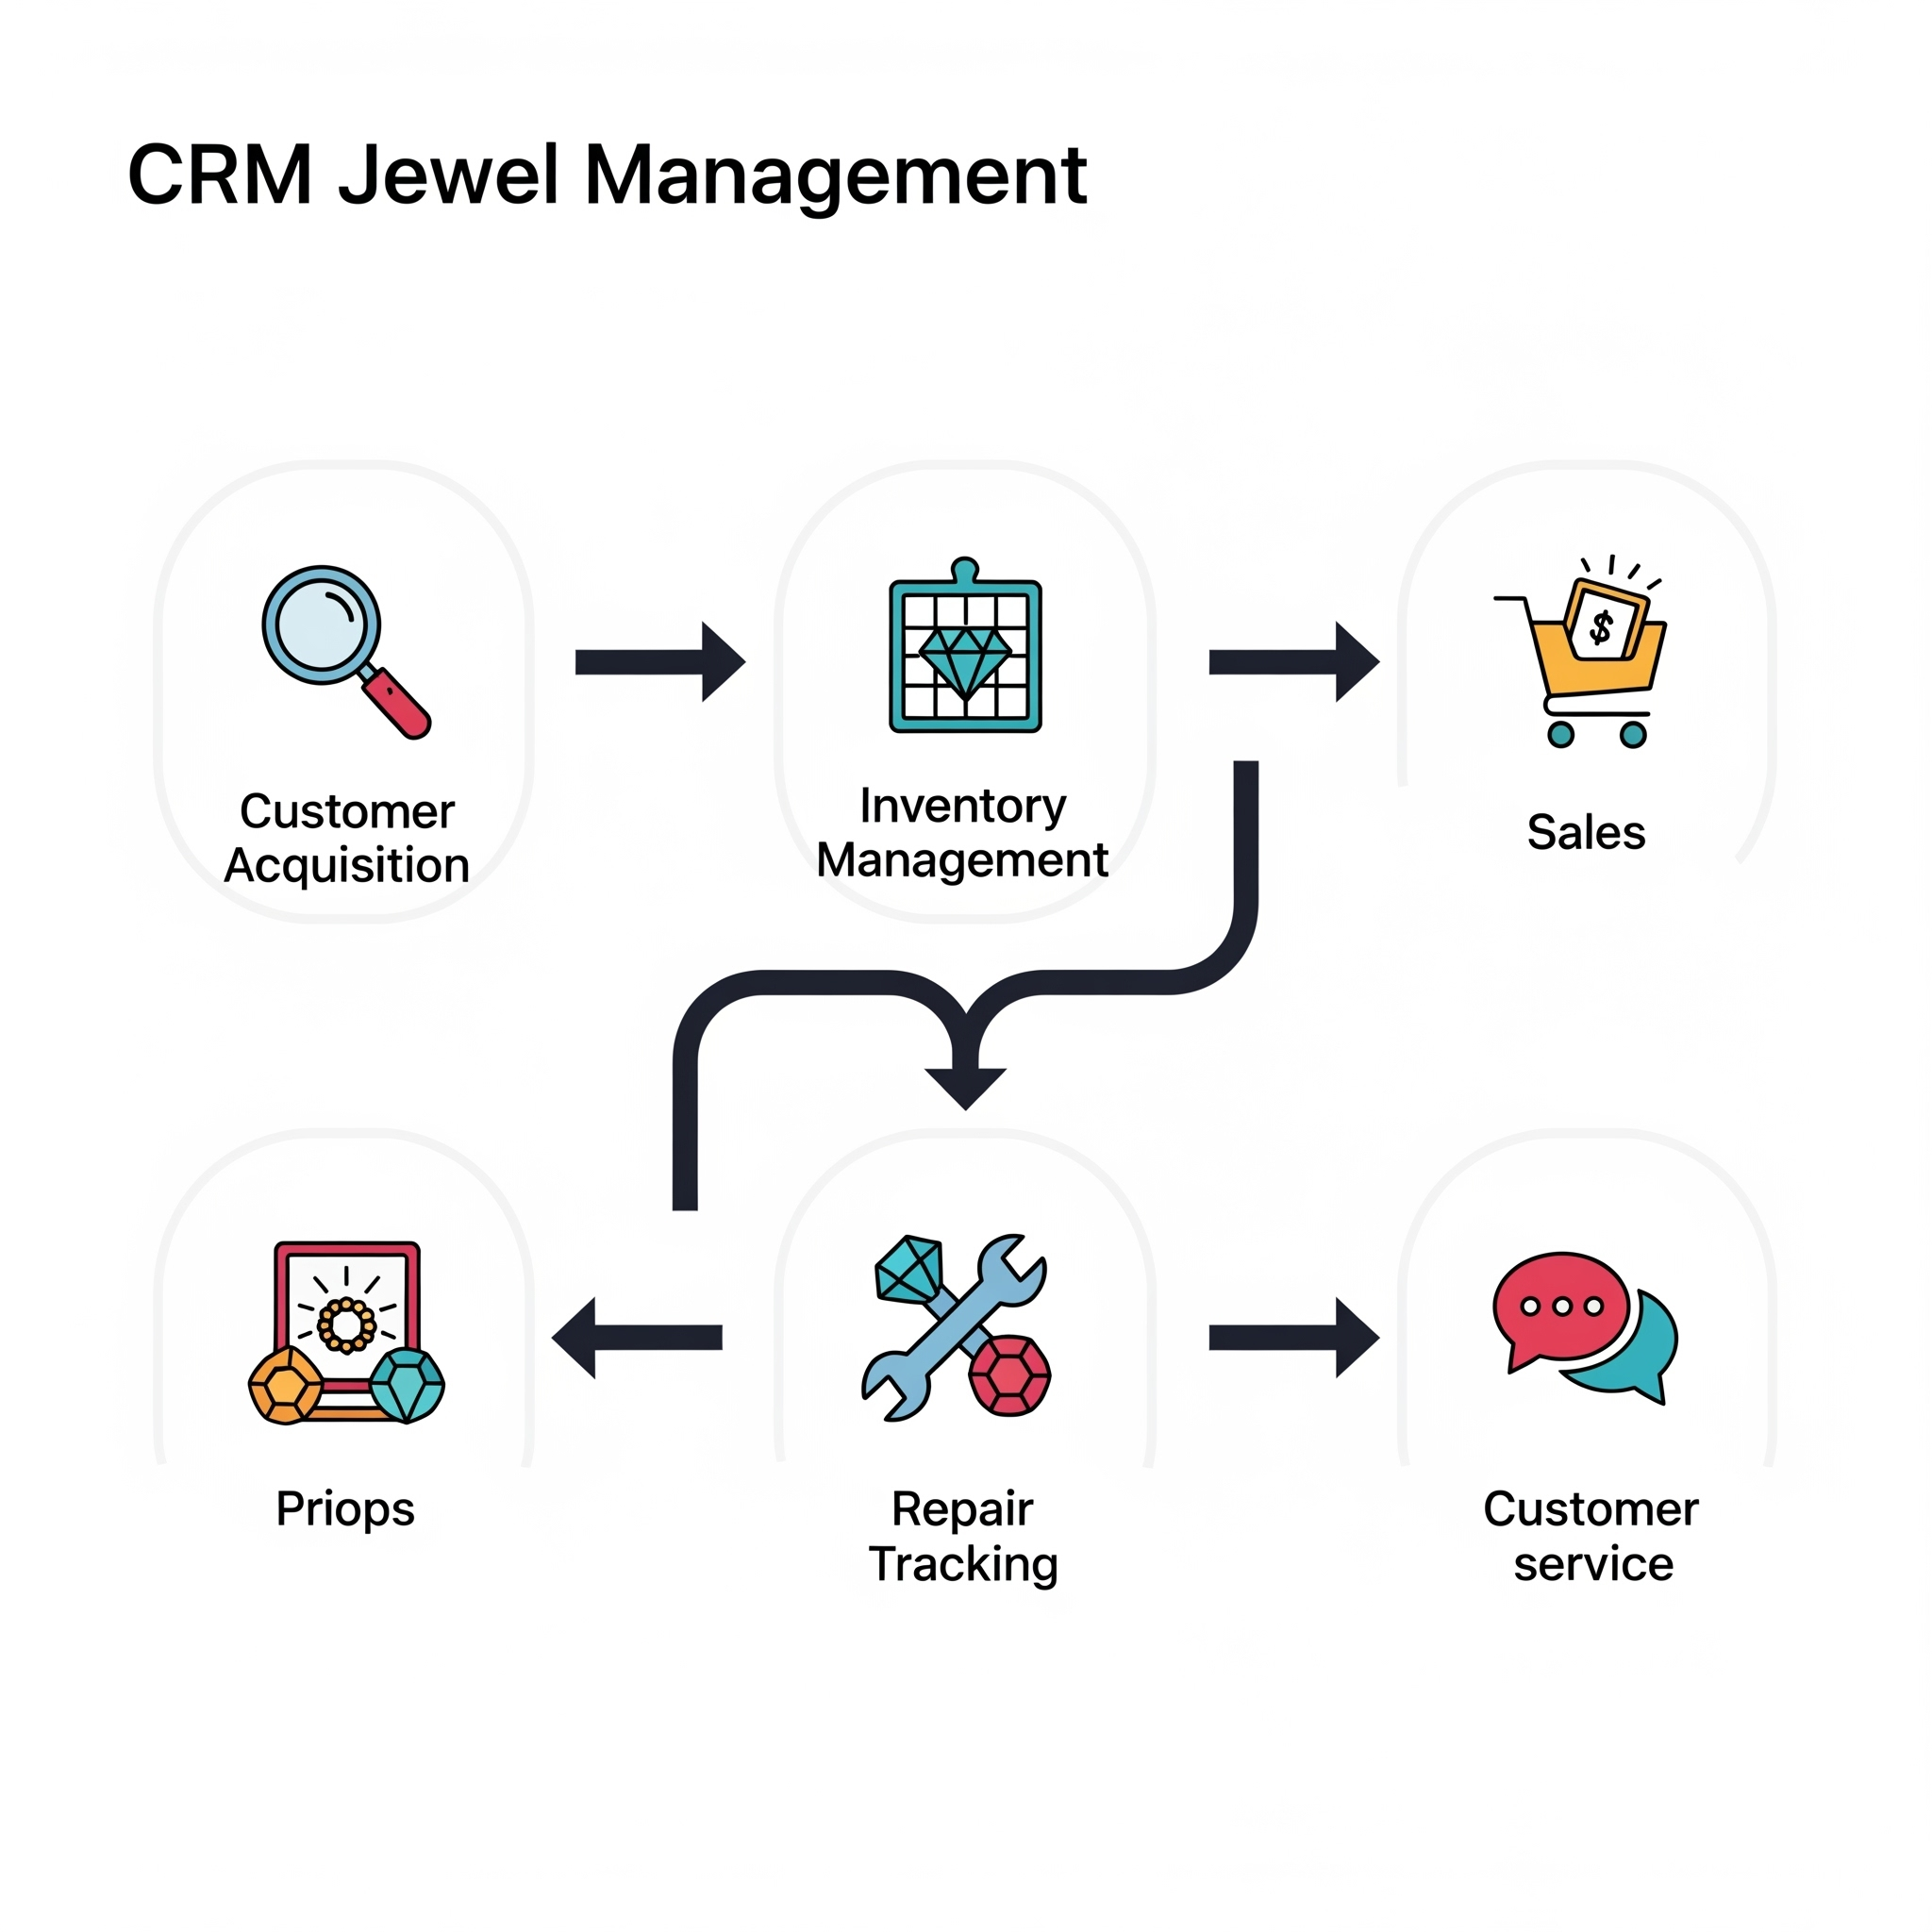 CRM Jewel Management
Customer
Acquisition
Inventory
Management
$
Sales
Priops
Repair
Tracking
Customer
service